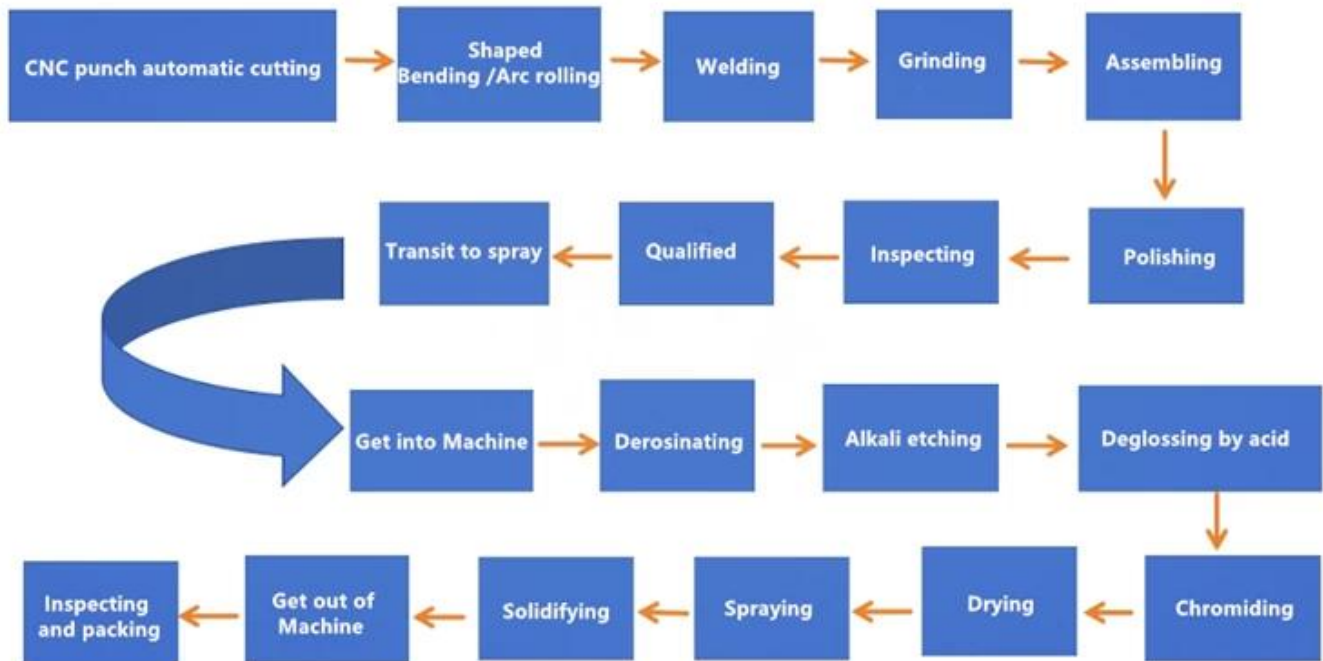 CNC punch automatic cutting
Shaped
Bending /Arc rolling
Welding
Grinding
Assembling
Polishing
Inspecting
Qualified
Transit to spray
Get into Machine
Derosinating
Alkali etching
Deglossing by acid
Chromiding
Drying
Spraying
Solidifying
Get out of
Machine
Inspecting
and packing